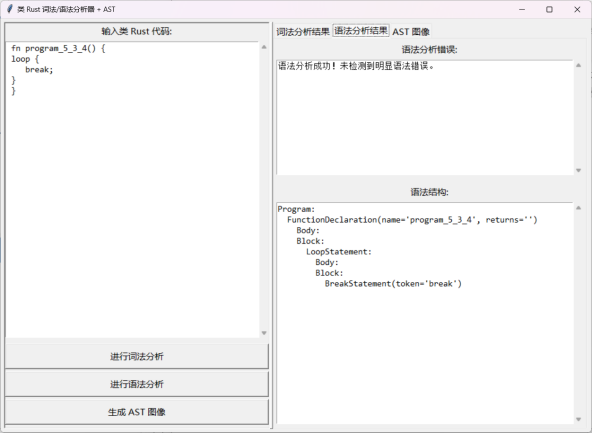 类 Rust 词法/语法分析器 + AST
输入类 Rust 代码:
fn program_5_3_4() {
loop {
   break;
}
}
进行词法分析
进行语法分析
生成 AST 图像
词法分析结果 语法分析结果 AST 图像
语法分析错误:
语法分析成功！未检测到明显语法错误。
语法结构:
Program:
  FunctionDeclaration(name='program_5_3_4', returns='')
    Body:
    Block:
      LoopStatement:
        Body:
        Block:
          BreakStatement(token='break')